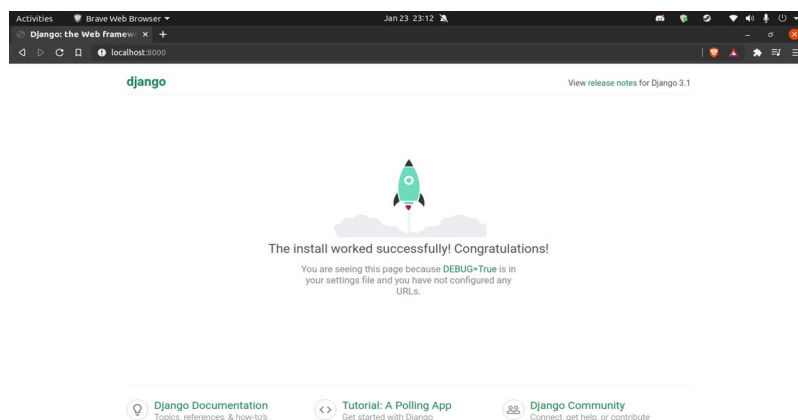 Activities
Brave Web Browser
Jan 23 23:12
Django: the Web framew
localhost:8000
django
View release notes for Django 3.1
The install worked successfully! Congratulations!
You are seeing this page because DEBUG=True is in
your settings file and you have not configured any
URLs.
Django Documentation
Topics, references, & how-to's
Tutorial: A Polling App
Get started with Django
Django Community
Connect, get help, or contribute